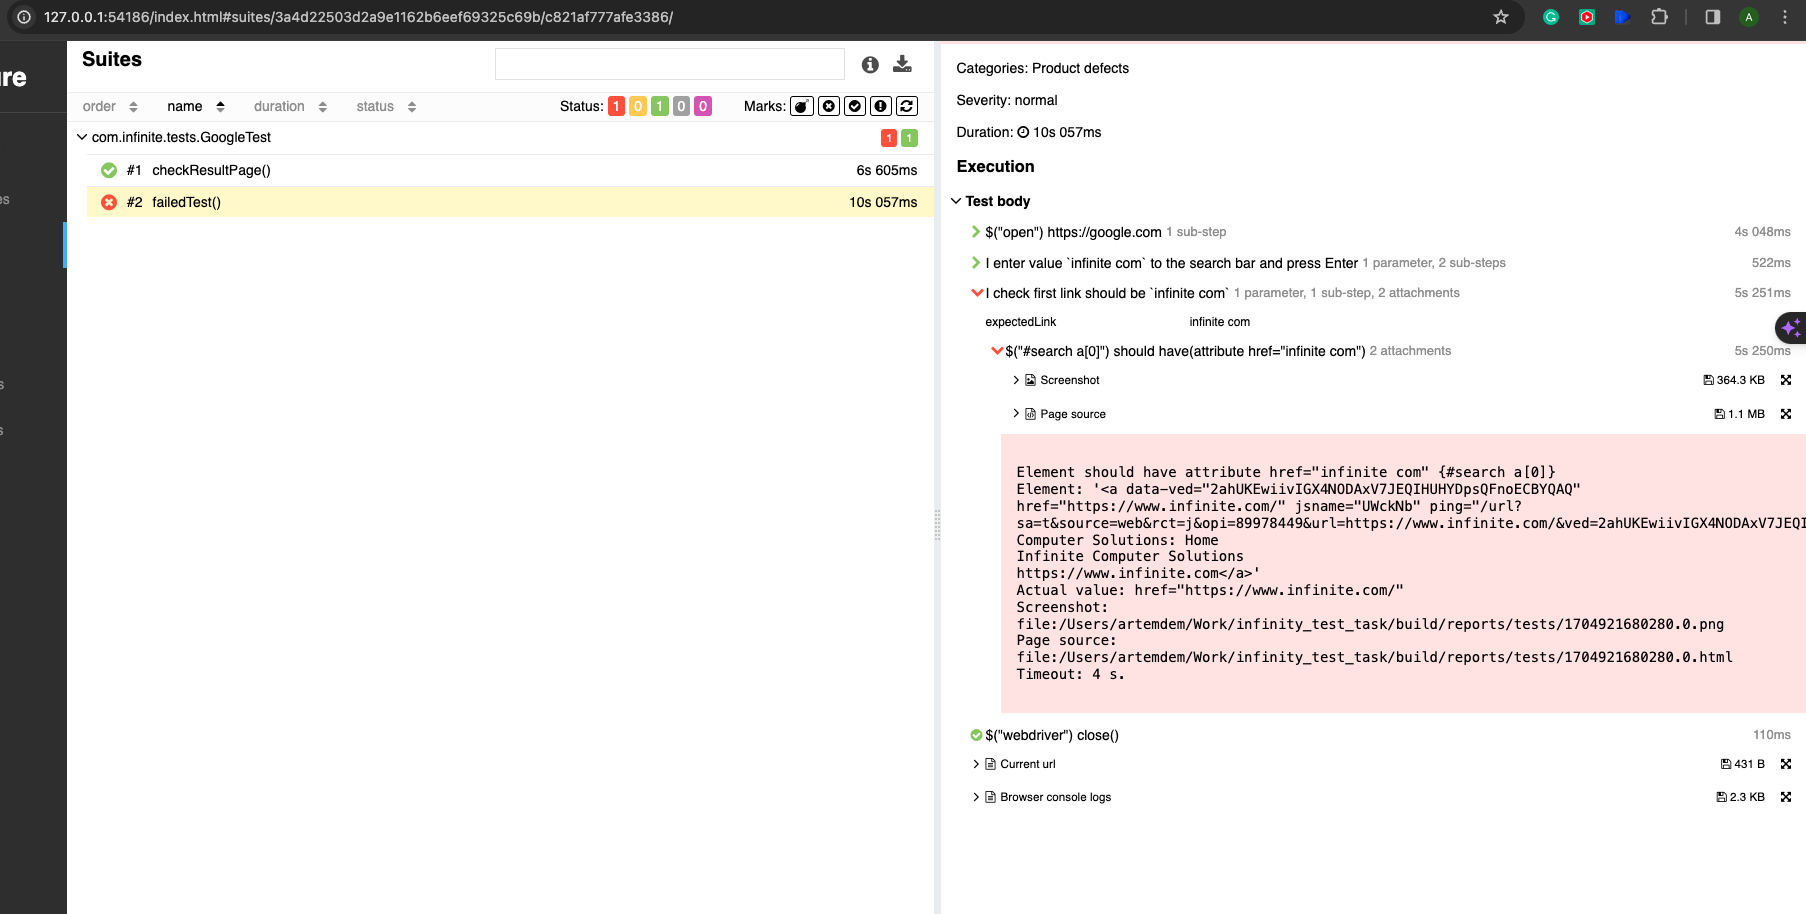 127.0.0.1:54186/index.html#suites/3a4d22503d2a9e1162b6eef69325c69b/c821af777afe3386/
A
re
es
s
s
Suites
order name duration status Status: 1 0 1 0 0 Marks:
com.infinite.tests.GoogleTest 1 1
#1 checkResultPage() 6s 605ms
#2 failedTest() 10s 057ms
Categories: Product defects
Severity: normal
Duration: 10s 057ms
Execution
Test body
$("open") https://google.com 1 sub-step 4s 048ms
I enter value `infinite com` to the search bar and press Enter 1 parameter, 2 sub-steps 522ms
I check first link should be `infinite com` 1 parameter, 1 sub-step, 2 attachments 5s 251ms
expectedLink infinite com
$("#search a[0]") should have(attribute href="infinite com") 2 attachments 5s 250ms
Screenshot 364.3 KB
Page source 1.1 MB
Element should have attribute href="infinite com" {#search a[0]}
Element: '<a data-ved="2ahUKEwiivIGX4NODAxV7JEQIHUHYDpsQFnoECBYQAQ"
href="https://www.infinite.com/" jsname="UWckNb" ping="/url?
sa=t&source=web&rct=j&opi=89978449&url=https://www.infinite.com/&ved=2ahUKEwiivIGX4NODAxV7JEQI
Computer Solutions: Home
Infinite Computer Solutions
https://www.infinite.com</a>'
Actual value: href="https://www.infinite.com/"
Screenshot:
file:/Users/artemdem/Work/infinity_test_task/build/reports/tests/1704921680280.0.png
Page source:
file:/Users/artemdem/Work/infinity_test_task/build/reports/tests/1704921680280.0.html
Timeout: 4 s.
$("webdriver") close() 110ms
Current url 431 B
Browser console logs 2.3 KB